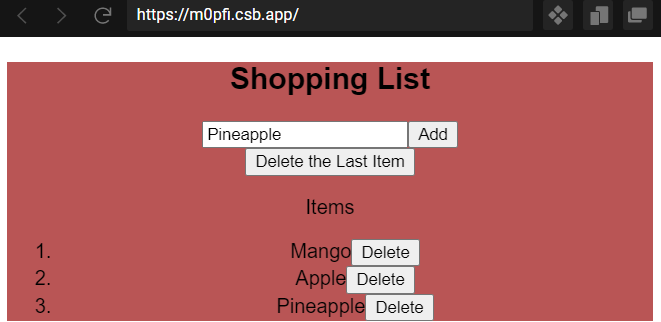 https://m0pfi.csb.app/
Shopping List
Pineapple Add
Delete the Last Item
Items
1. Mango Delete
2. Apple Delete
3. Pineapple Delete